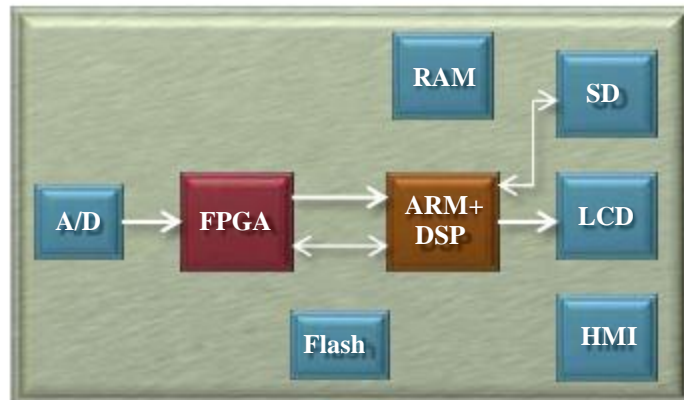 RAM
SD
A/D
FPGA
ARM+
DSP
LCD
Flash
HMI